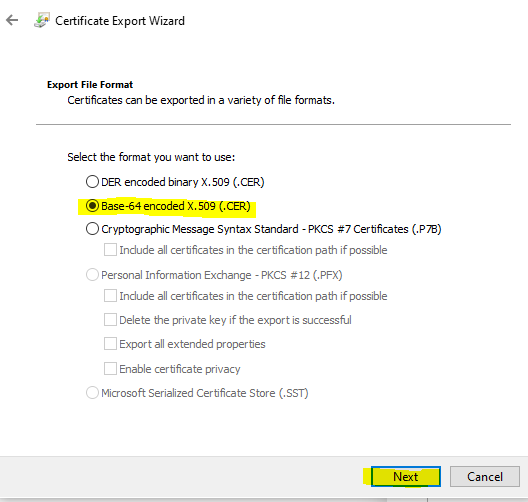 Certificate Export Wizard
Export File Format
Certificates can be exported in a variety of file formats.
Select the format you want to use:
DER encoded binary X.509 (.CER)
Base-64 encoded X.509 (.CER)
Cryptographic Message Syntax Standard - PKCS #7 Certificates (.P7B)
Include all certificates in the certification path if possible
Personal Information Exchange - PKCS #12 (.PFX)
Include all certificates in the certification path if possible
Delete the private key if the export is successful
Export all extended properties
Enable certificate privacy
Microsoft Serialized Certificate Store (.SST)
Next Cancel